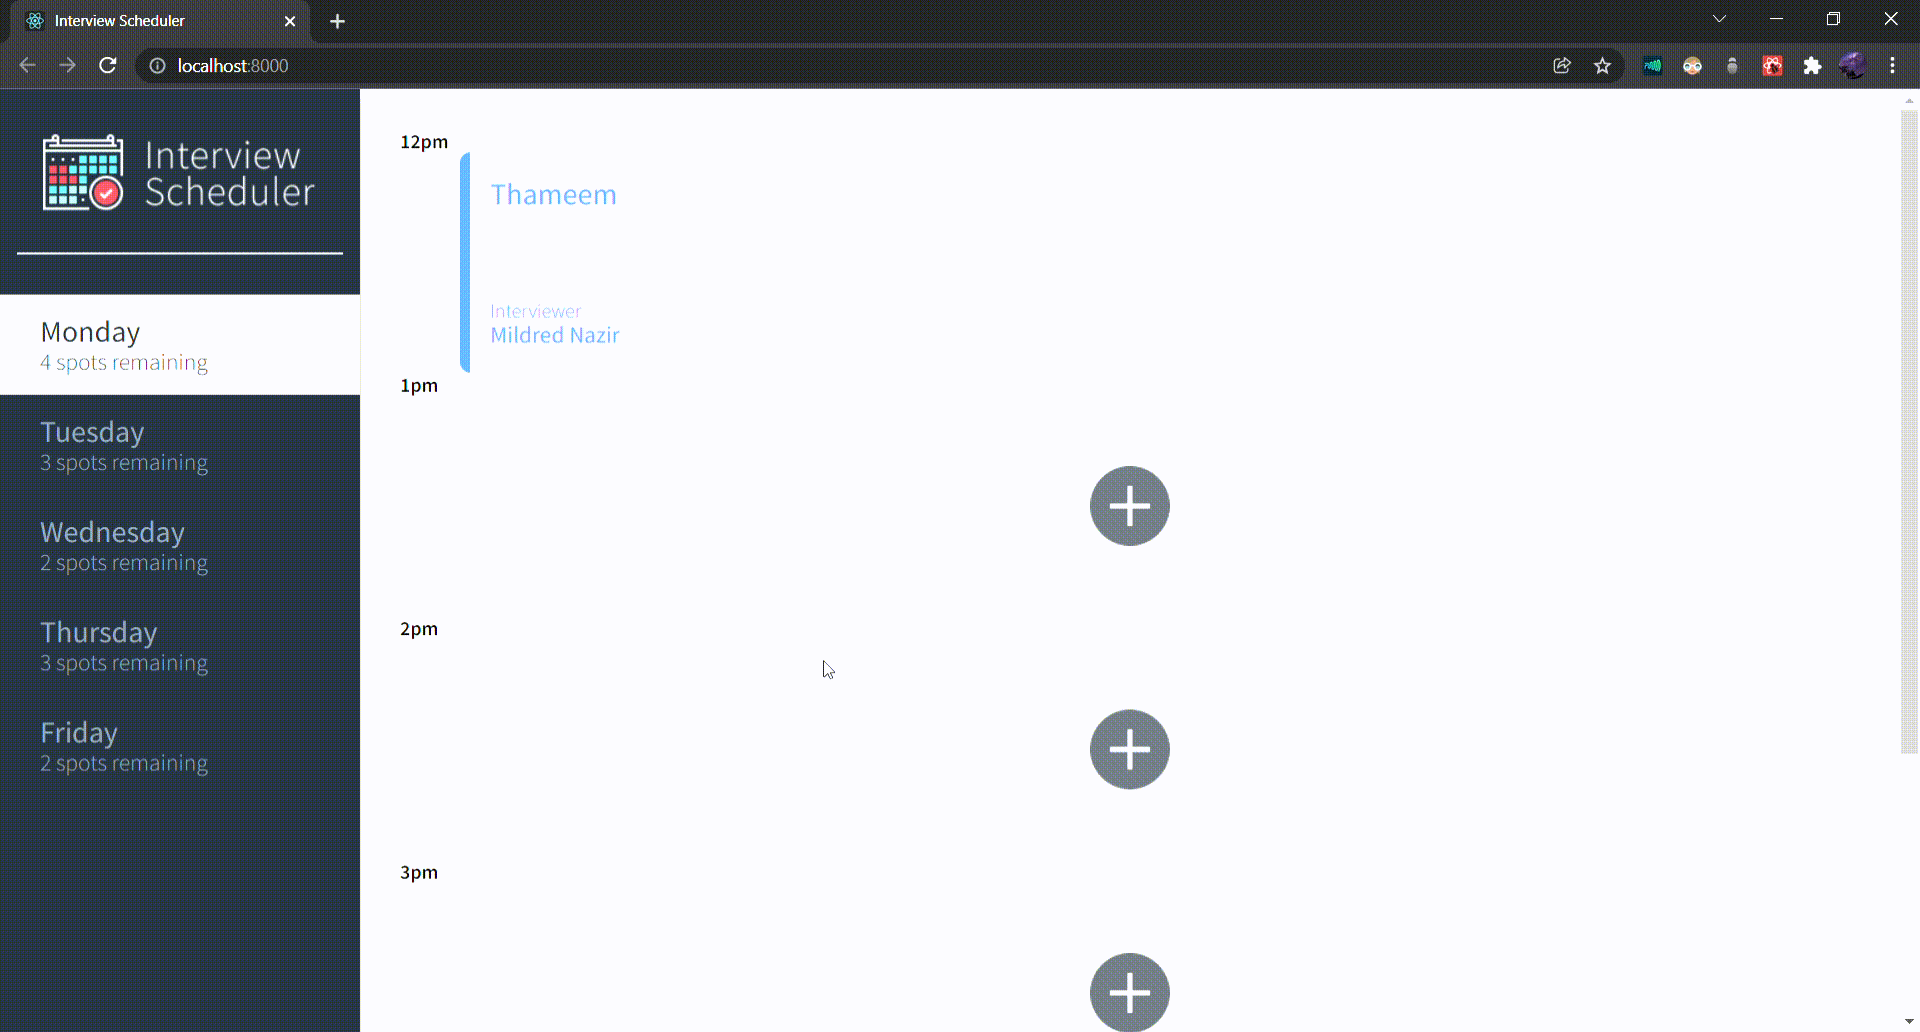 Interview Scheduler
localhost:8000
Interview
Scheduler
Monday
4 spots remaining
Tuesday
3 spots remaining
Wednesday
2 spots remaining
Thursday
3 spots remaining
Friday
2 spots remaining
12pm
Thameem
Interviewer
Mildred Nazir
1pm
2pm
3pm